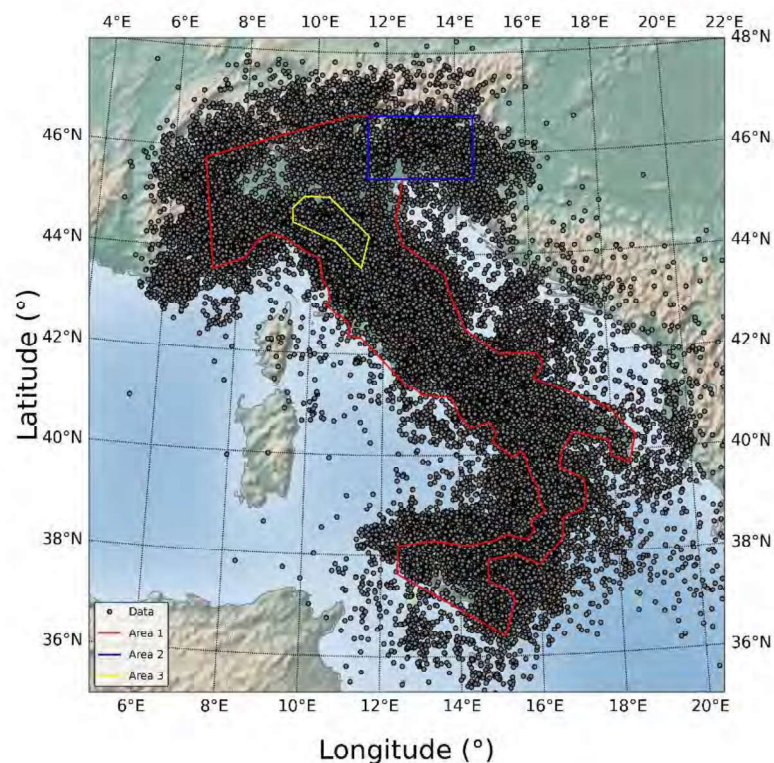 4°E 6°E 8°E 10°E 12°E 14°E 16°E 18°E 20°E 22°E
48°N
46°N 46°N
44°N 44°N
42°N 42°N
40°N 40°N
38°N 38°N
36°N 36°N
Latitude (°)
Data
Area 1
Area 2
Area 3
6°E 8°E 10°E 12°E 14°E 16°E 18°E 20°E
Longitude (°)